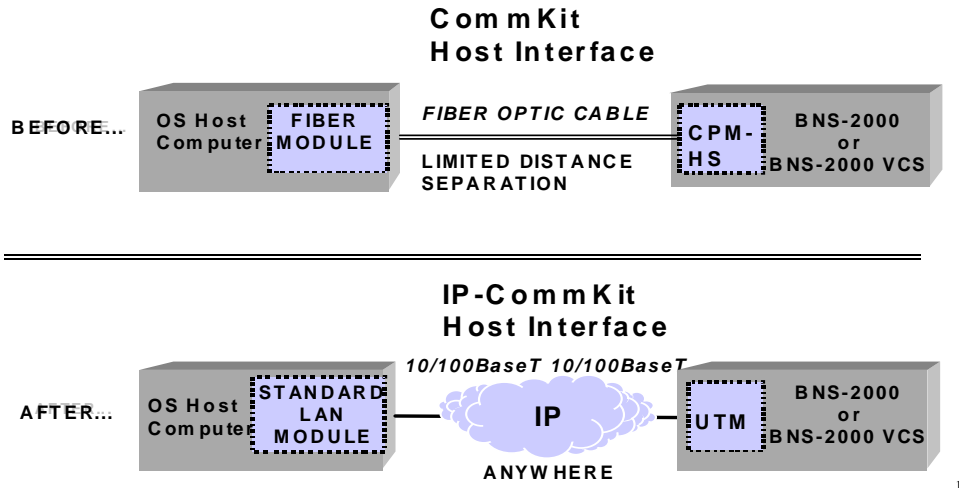 CommKit
Host Interface
BEFORE...
OS Host
Computer
FIBER
MODULE
FIBER OPTIC CABLE
LIMITED DISTANCE
SEPARATION
CPM-
HS
BNS-2000
or
BNS-2000 VCS
IP-CommKit
Host Interface
AFTER...
OS Host
Computer
STANDARD
LAN
MODULE
10/100BaseT 10/100BaseT
IP
ANYWHERE
UTM
BNS-2000
or
BNS-2000 VCS